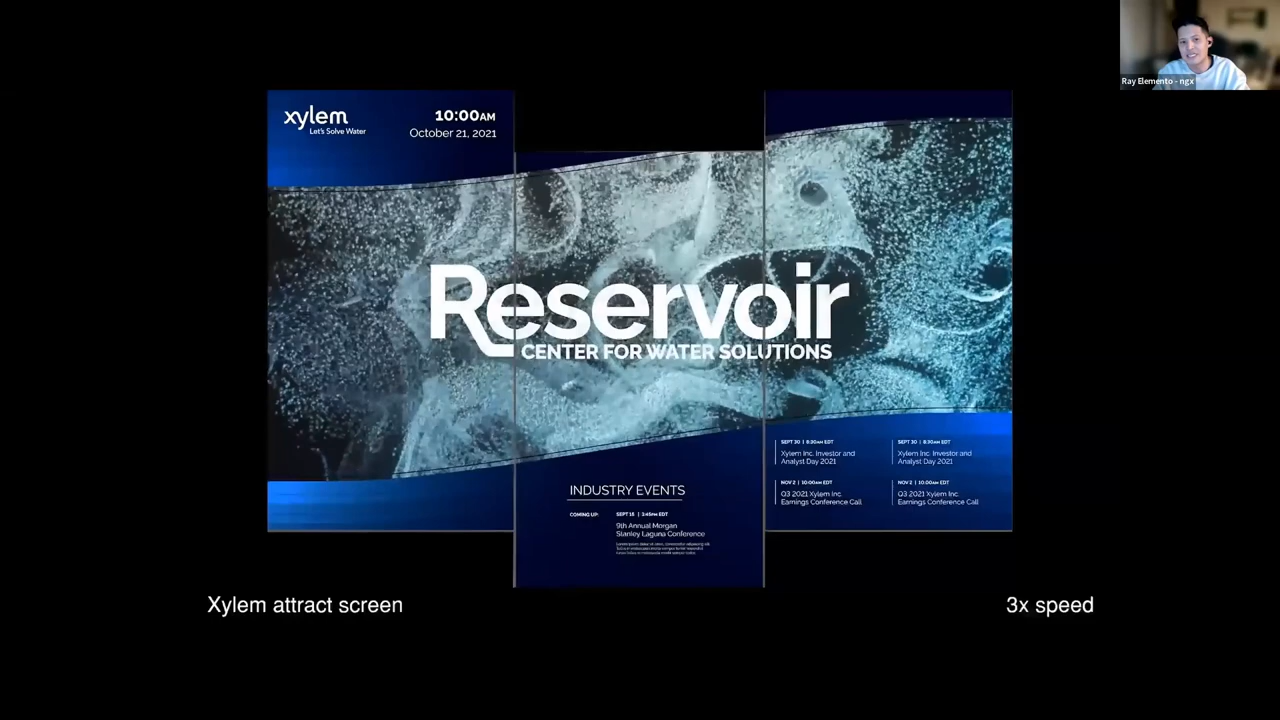 Ray Elemento - ngx
xylem
Let's Solve Water
10:00AM
October 21, 2021
Reservoir
CENTER FOR WATER SOLUTIONS
INDUSTRY EVENTS
COMING UP:
SEPT 15 | 3:45PM EDT
9th Annual Morgan
Stanley Laguna Conference
SEPT 30 | 8:30AM EDT
Xylem Inc. Investor and
Analyst Day 2021
NOV 2 | 10:00AM EDT
Q3 2021 Xylem Inc.
Earnings Conference Call
SEPT 30 | 8:30AM EDT
Xylem Inc. Investor and
Analyst Day 2021
NOV 2 | 10:00AM EDT
Q3 2021 Xylem Inc.
Earnings Conference Call
Xylem attract screen
3x speed